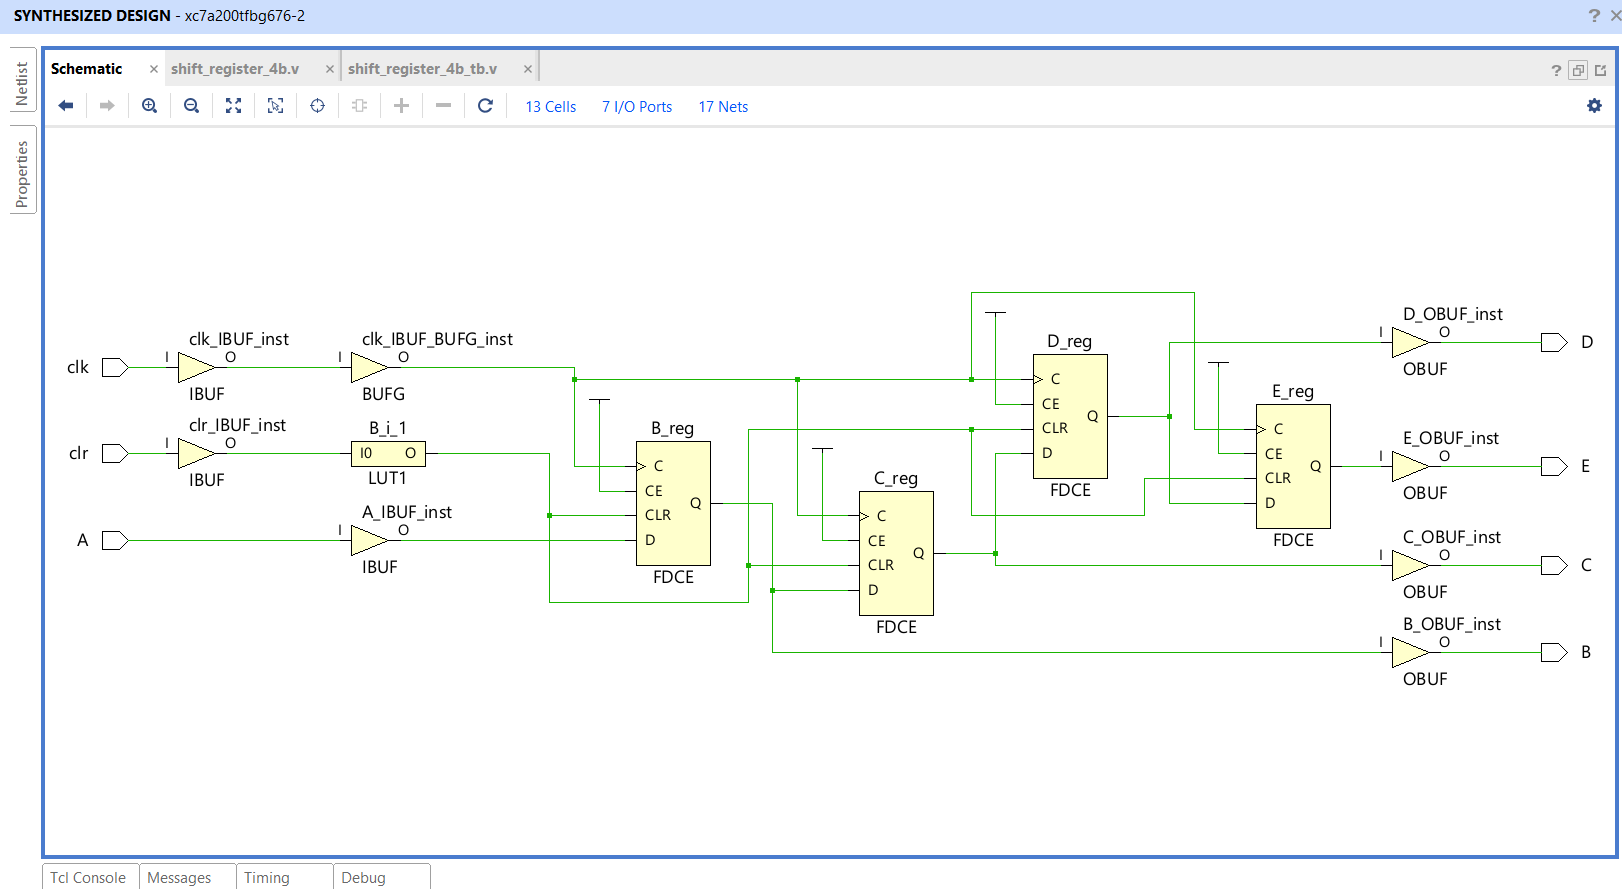 SYNTHESIZED DESIGN - xc7a200tfbg676-2
? ×
Netlist
Properties
Schematic × shift_register_4b.v × shift_register_4b_tb.v ×
?
13 Cells 7 I/O Ports 17 Nets
clk
I clk_IBUF_inst O
IBUF
I clk_IBUF_BUFG_inst O
BUFG
clr
I clr_IBUF_inst O
IBUF
B_i_1
I0 O
LUT1
A
I A_IBUF_inst O
IBUF
B_reg
C
CE
CLR
D
Q
FDCE
C_reg
C
CE
CLR
D
Q
FDCE
D_reg
C
CE
CLR
D
Q
FDCE
E_reg
C
CE
CLR
D
Q
FDCE
D_OBUF_inst
I O
OBUF
D
E_OBUF_inst
I O
OBUF
E
C_OBUF_inst
I O
OBUF
C
B_OBUF_inst
I O
OBUF
B
Tcl Console Messages Timing Debug